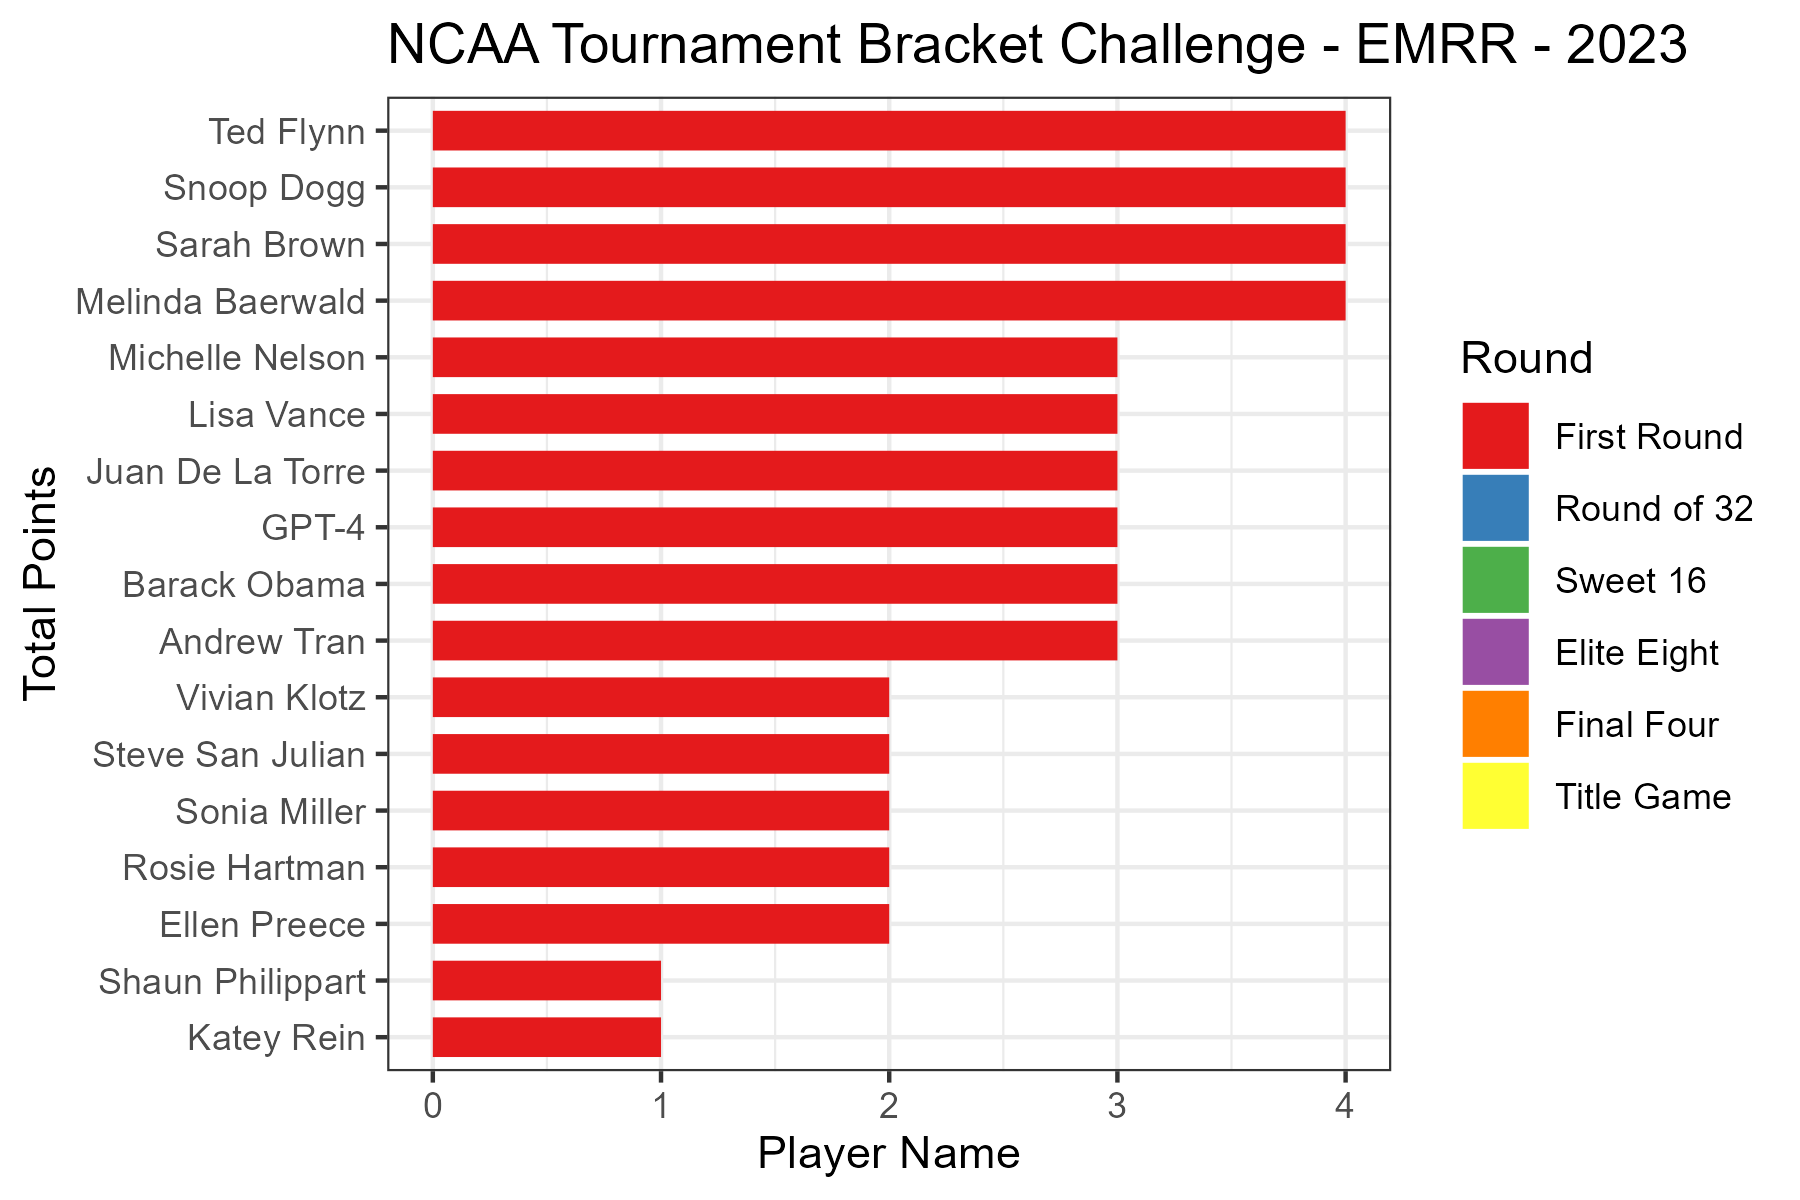 NCAA Tournament Bracket Challenge - EMRR - 2023
Ted Flynn
Snoop Dogg
Sarah Brown
Melinda Baerwald
Michelle Nelson
Lisa Vance
Juan De La Torre
GPT-4
Barack Obama
Andrew Tran
Vivian Klotz
Steve San Julian
Sonia Miller
Rosie Hartman
Ellen Preece
Shaun Philippart
Katey Rein
Total Points
0 1 2 3 4
Player Name
Round
First Round
Round of 32
Sweet 16
Elite Eight
Final Four
Title Game